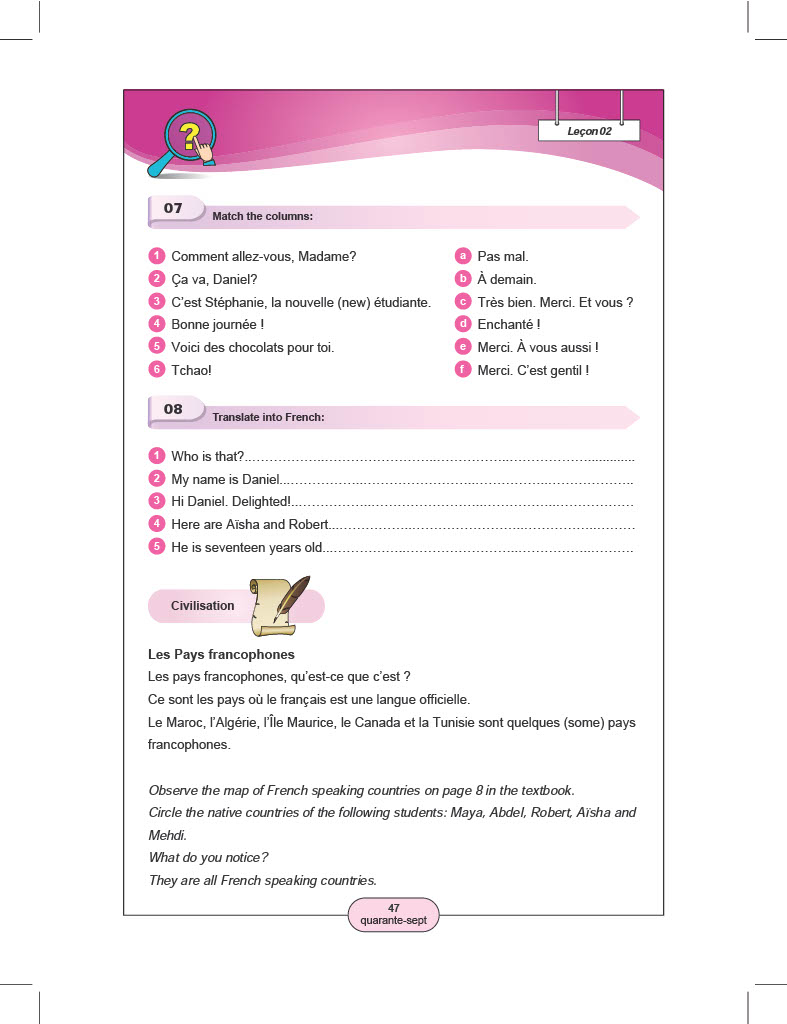 ?
Leçon 02
07
Match the columns:
1 Comment allez-vous, Madame?
a Pas mal.
2 Ça va, Daniel?
b À demain.
3 C'est Stéphanie, la nouvelle (new) étudiante.
c Très bien. Merci. Et vous ?
4 Bonne journée !
d Enchanté !
5 Voici des chocolats pour toi.
e Merci. À vous aussi !
6 Tchao!
f Merci. C'est gentil !
08
Translate into French:
1 Who is that?..............................................................................................
2 My name is Daniel..............................................................................................
3 Hi Daniel. Delighted!..............................................................................................
4 Here are Aïsha and Robert..............................................................................................
5 He is seventeen years old..............................................................................................
Civilisation
Les Pays francophones
Les pays francophones, qu'est-ce que c'est ?
Ce sont les pays où le français est une langue officielle.
Le Maroc, l'Algérie, l'Île Maurice, le Canada et la Tunisie sont quelques (some) pays
francophones.
Observe the map of French speaking countries on page 8 in the textbook.
Circle the native countries of the following students: Maya, Abdel, Robert, Aïsha and
Mehdi.
What do you notice?
They are all French speaking countries.
47
quarante-sept